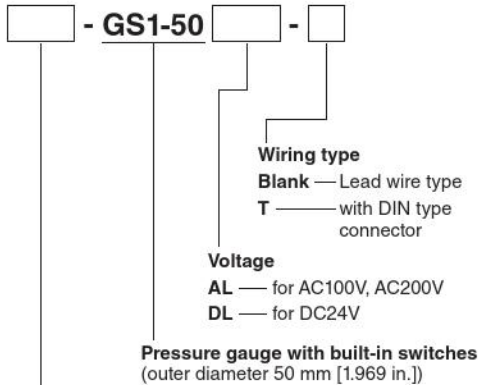 - GS1-50 -
Wiring type
Blank — Lead wire type
T — with DIN type
connector
Voltage
AL — for AC100V, AC200V
DL — for DC24V
Pressure gauge with built-in switches
(outer diameter 50 mm [1.969 in.])